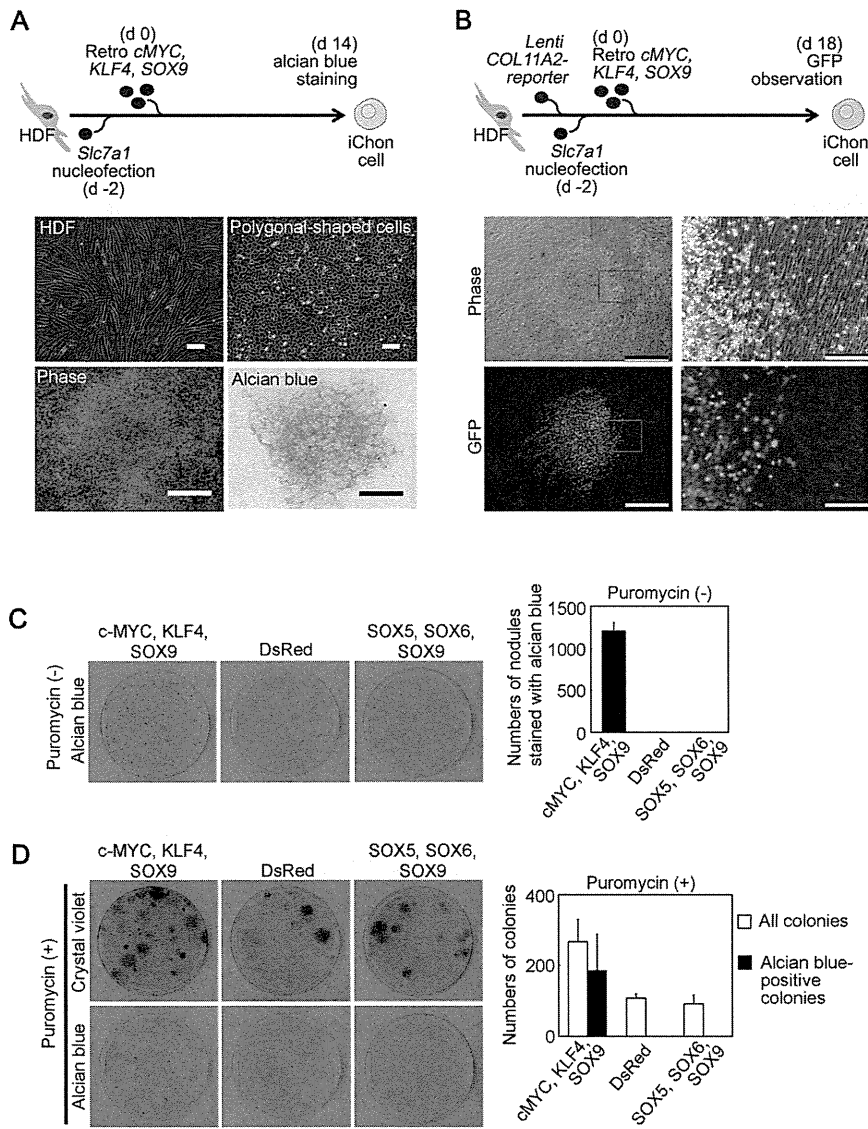 A
(d 0)
Retro cMYC,
KLF4, SOX9
(d 14)
alcian blue
staining
HDF
Slc7a1
nucleofection
(d -2)
iChon
cell
HDF
Polygonal-shaped cells
Phase
Alcian blue
B
Lenti
COL11A2-
reporter
(d 0)
Retro cMYC,
KLF4, SOX9
(d 18)
GFP
observation
HDF
Slc7a1
nucleofection
(d -2)
iChon
cell
Phase
GFP
C
c-MYC, KLF4,
SOX9
DsRed
SOX5, SOX6,
SOX9
Puromycin (-)
Alcian blue
Puromycin (-)
Numbers of nodules
stained with alcian blue
1500
1000
500
0
cMYC, KLF4,
SOX9
DsRed
SOX5, SOX6,
SOX9
D
c-MYC, KLF4,
SOX9
DsRed
SOX5, SOX6,
SOX9
Puromycin (+)
Crystal violet
Alcian blue
Puromycin (+)
Numbers of colonies
400
200
0
All colonies
Alcian blue-
positive
colonies
cMYC, KLF4,
SOX9
DsRed
SOX5, SOX6,
SOX9